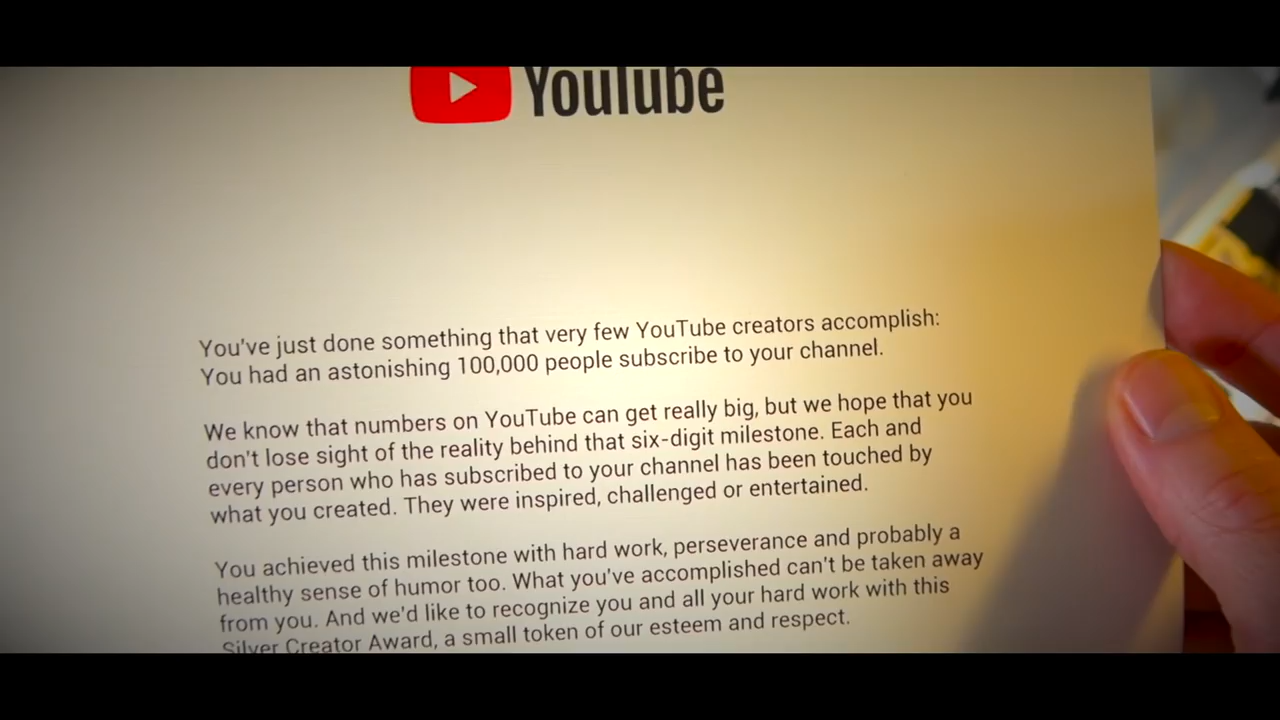 YouTube
You've just done something that very few YouTube creators accomplish:
You had an astonishing 100,000 people subscribe to your channel.
We know that numbers on YouTube can get really big, but we hope that you
don't lose sight of the reality behind that six-digit milestone. Each and
every person who has subscribed to your channel has been touched by
what you created. They were inspired, challenged or entertained.
You achieved this milestone with hard work, perseverance and probably a
healthy sense of humor too. What you've accomplished can't be taken away
from you. And we'd like to recognize you and all your hard work with this
Silver Creator Award, a small token of our esteem and respect.